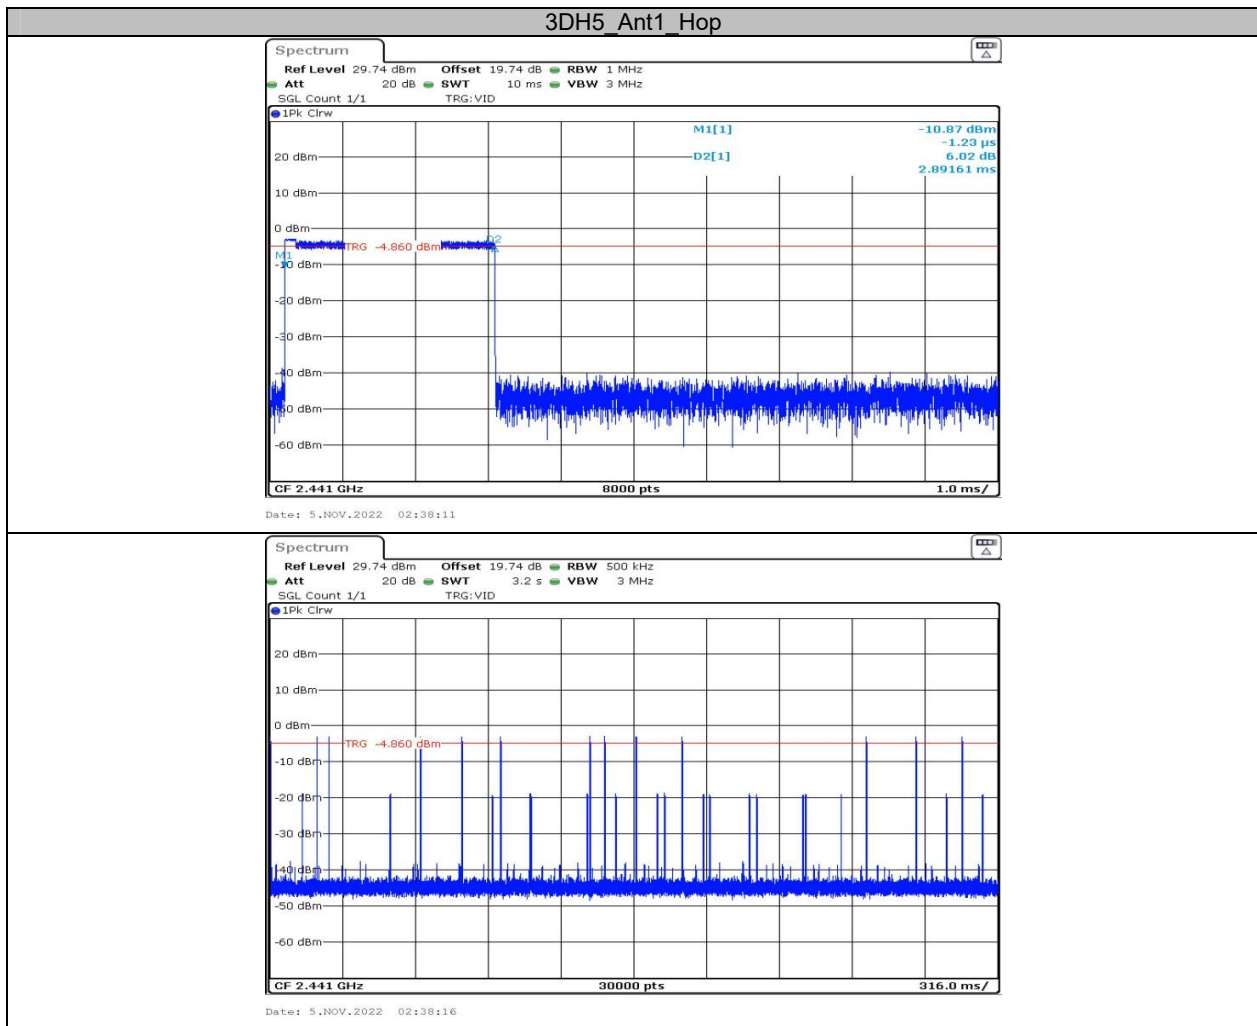 3DH5_Ant1_Hop
Spectrum
Ref Level 29.74 dBm Offset 19.74 dB RBW 1 MHz
Att 20 dB SWT 10 ms VBW 3 MHz
SGL Count 1/1 TRG:VID
1Pk Clrw
M1[1] -10.87 dBm
-1.23 µs
D2[1] 6.02 dB
2.89161 ms
20 dBm
10 dBm
0 dBm
TRG -4.860 dBm
D2
M1
-10 dBm
-20 dBm
-30 dBm
-40 dBm
-50 dBm
-60 dBm
CF 2.441 GHz 8000 pts 1.0 ms/
Date: 5.NOV.2022 02:38:11
Spectrum
Ref Level 29.74 dBm Offset 19.74 dB RBW 500 kHz
Att 20 dB SWT 3.2 s VBW 3 MHz
SGL Count 1/1 TRG:VID
1Pk Clrw
20 dBm
10 dBm
0 dBm
TRG -4.860 dBm
-10 dBm
-20 dBm
-30 dBm
-40 dBm
-50 dBm
-60 dBm
CF 2.441 GHz 30000 pts 316.0 ms/
Date: 5.NOV.2022 02:38:16